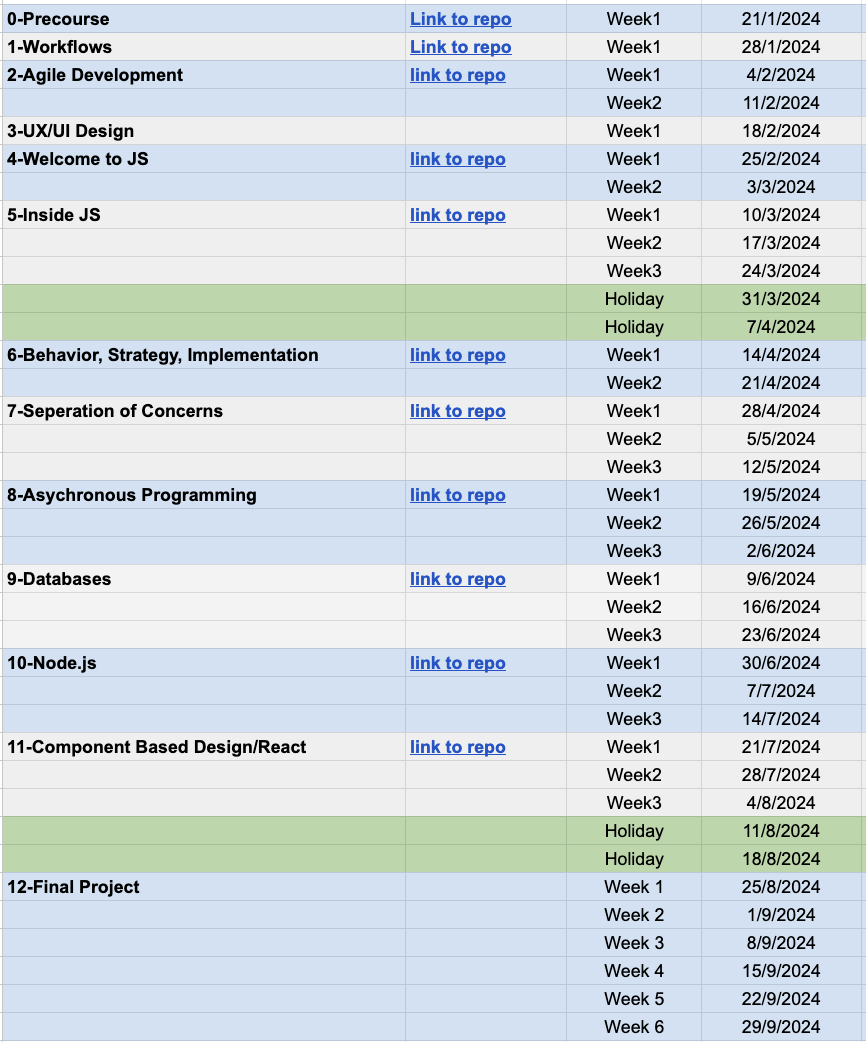 0-Precourse Link to repo Week1 21/1/2024
1-Workflows Link to repo Week1 28/1/2024
2-Agile Development link to repo Week1 4/2/2024
Week2 11/2/2024
3-UX/UI Design Week1 18/2/2024
4-Welcome to JS link to repo Week1 25/2/2024
Week2 3/3/2024
5-Inside JS link to repo Week1 10/3/2024
Week2 17/3/2024
Week3 24/3/2024
Holiday 31/3/2024
Holiday 7/4/2024
6-Behavior, Strategy, Implementation link to repo Week1 14/4/2024
Week2 21/4/2024
7-Seperation of Concerns link to repo Week1 28/4/2024
Week2 5/5/2024
Week3 12/5/2024
8-Asychronous Programming link to repo Week1 19/5/2024
Week2 26/5/2024
Week3 2/6/2024
9-Databases link to repo Week1 9/6/2024
Week2 16/6/2024
Week3 23/6/2024
10-Node.js link to repo Week1 30/6/2024
Week2 7/7/2024
Week3 14/7/2024
11-Component Based Design/React link to repo Week1 21/7/2024
Week2 28/7/2024
Week3 4/8/2024
Holiday 11/8/2024
Holiday 18/8/2024
12-Final Project Week 1 25/8/2024
Week 2 1/9/2024
Week 3 8/9/2024
Week 4 15/9/2024
Week 5 22/9/2024
Week 6 29/9/2024